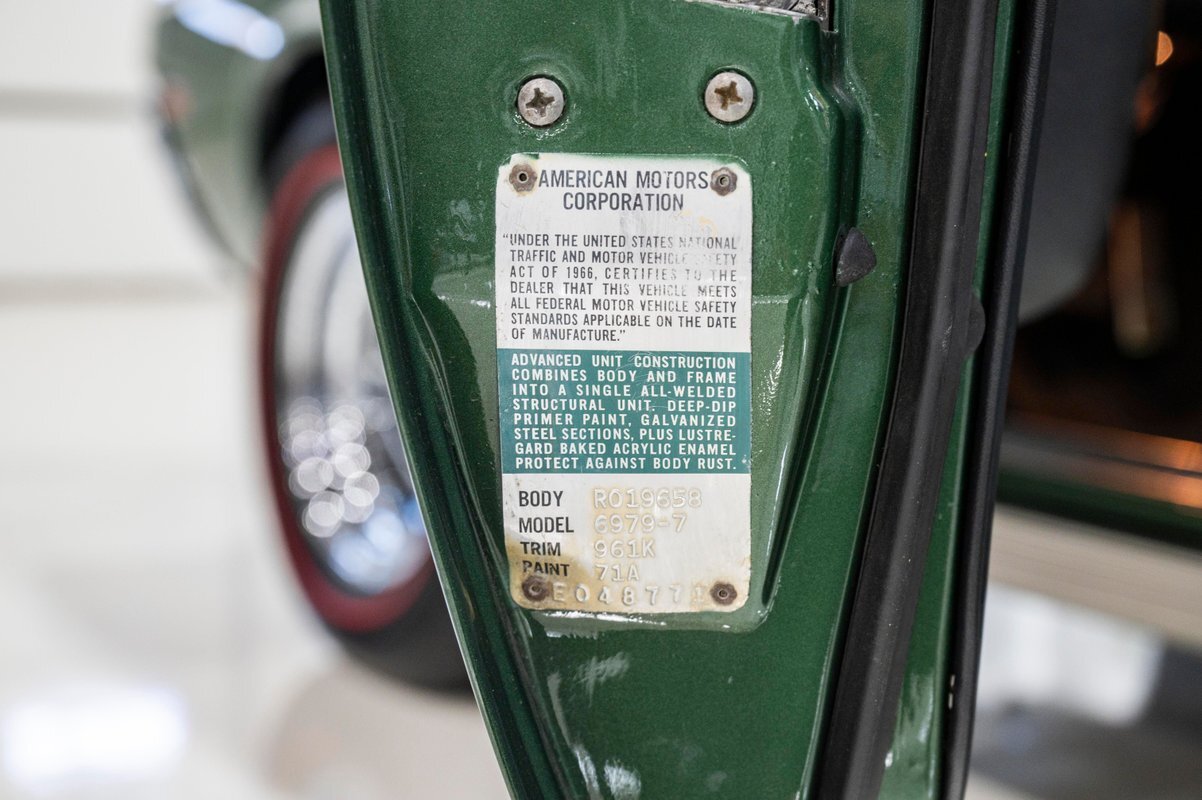 AMERICAN MOTORS
CORPORATION
“UNDER THE UNITED STATES NATIONAL
TRAFFIC AND MOTOR VEHICLE SAFETY
ACT OF 1966, CERTIFIES TO THE
DEALER THAT THIS VEHICLE MEETS
ALL FEDERAL MOTOR VEHICLE SAFETY
STANDARDS APPLICABLE ON THE DATE
OF MANUFACTURE.”
ADVANCED UNIT CONSTRUCTION
COMBINES BODY AND FRAME
INTO A SINGLE ALL-WELDED
STRUCTURAL UNIT. DEEP-DIP
PRIMER PAINT, GALVANIZED
STEEL SECTIONS, PLUS LUSTRE-
GARD BAKED ACRYLIC ENAMEL
PROTECT AGAINST BODY RUST.
BODY RO19658
MODEL 6979-7
TRIM 961K
PAINT 71A